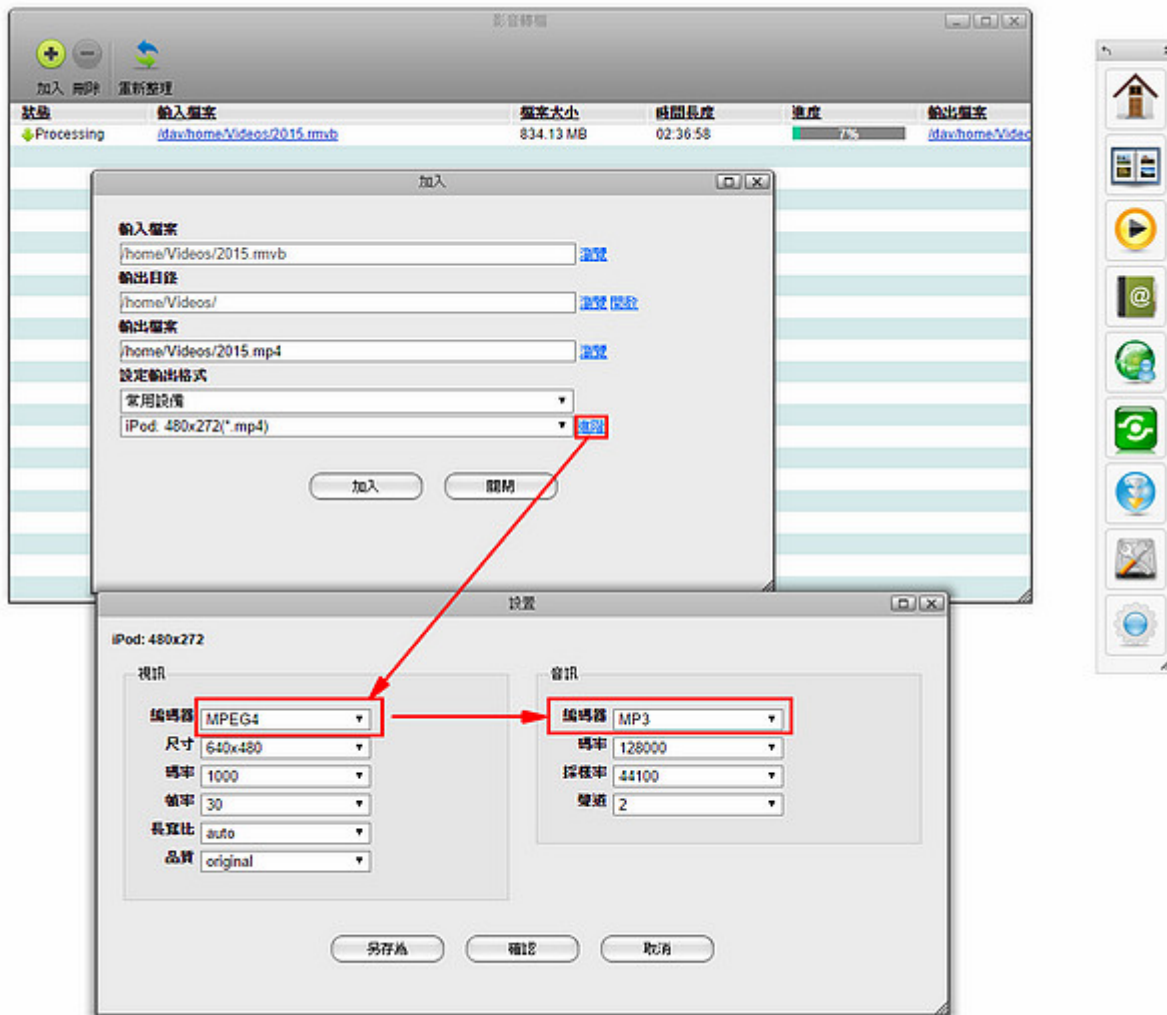 影音轉檔
加入 刪除 重新整理
狀態 輸入檔案 檔案大小 時間長度 進度 輸出檔案
Processing /dav/home/Videos/2015.rmvb 834.13 MB 02:36:58 7% /dav/home/Videc
加入
輸入檔案
/home/Videos/2015.rmvb 瀏覽
輸出目錄
/home/Videos/ 瀏覽 開啟
輸出檔案
/home/Videos/2015.mp4 瀏覽
設定輸出格式
常用設備
iPod: 480x272(*.mp4) 進階
加入 關閉
設置
iPod: 480x272
視訊 音訊
編碼器 MPEG4 編碼器 MP3
尺寸 640x480 碼率 128000
碼率 1000 採樣率 44100
幀率 30 聲道 2
長寬比 auto
品質 original
另存為 確認 取消